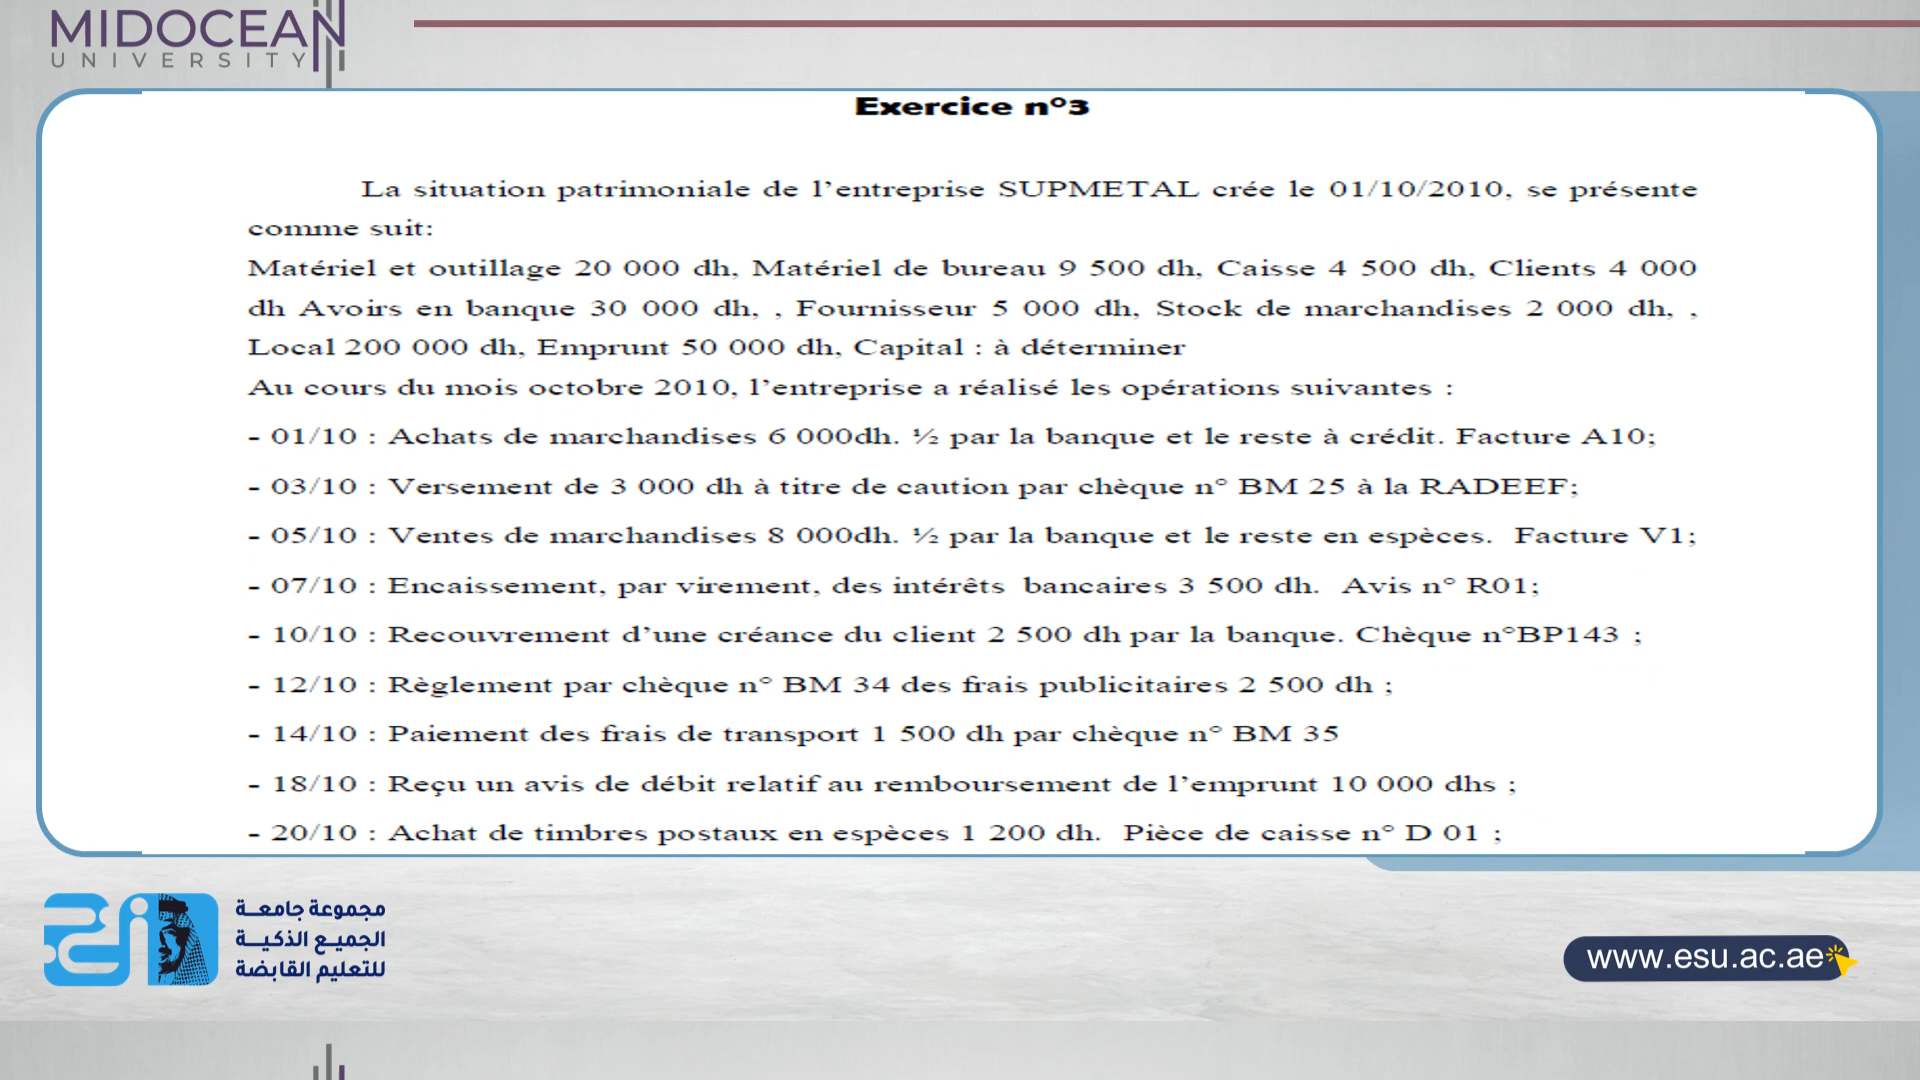 MIDOCEAN
UNIVERSITY
Exercice n°3
La situation patrimoniale de l’entreprise SUPMETAL crée le 01/10/2010, se présente
comme suit:
Matériel et outillage 20 000 dh, Matériel de bureau 9 500 dh, Caisse 4 500 dh, Clients 4 000
dh Avoirs en banque 30 000 dh, , Fournisseur 5 000 dh, Stock de marchandises 2 000 dh, ,
Local 200 000 dh, Emprunt 50 000 dh, Capital : à déterminer
Au cours du mois octobre 2010, l’entreprise a réalisé les opérations suivantes :
- 01/10 : Achats de marchandises 6 000dh. ½ par la banque et le reste à crédit. Facture A10;
- 03/10 : Versement de 3 000 dh à titre de caution par chèque n° BM 25 à la RADEEF;
- 05/10 : Ventes de marchandises 8 000dh. ½ par la banque et le reste en espèces. Facture V1;
- 07/10 : Encaissement, par virement, des intérêts bancaires 3 500 dh. Avis n° R01;
- 10/10 : Recouvrement d’une créance du client 2 500 dh par la banque. Chèque n°BP143 ;
- 12/10 : Règlement par chèque n° BM 34 des frais publicitaires 2 500 dh ;
- 14/10 : Paiement des frais de transport 1 500 dh par chèque n° BM 35
- 18/10 : Reçu un avis de débit relatif au remboursement de l’emprunt 10 000 dhs ;
- 20/10 : Achat de timbres postaux en espèces 1 200 dh. Pièce de caisse n° D 01 ;
مجموعة جامعة
الجميع الذكية
للتعليم القابضة
www.esu.ac.ae